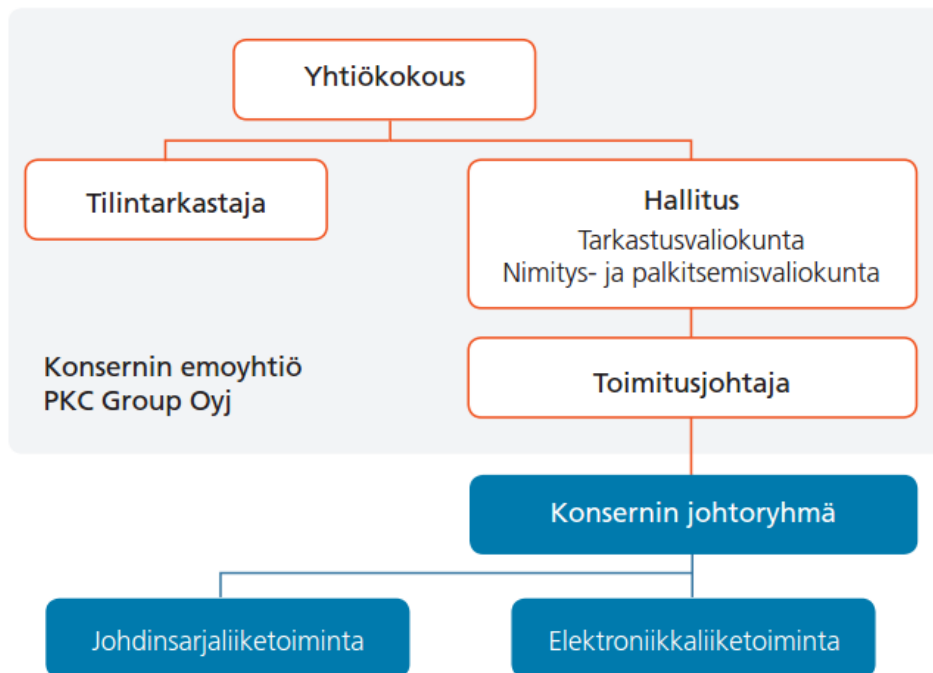 Yhtiökokous
Tilintarkastaja
Hallitus
Tarkastusvaliokunta
Nimitys- ja palkitsemisvaliokunta
Konsernin emoyhtiö
PKC Group Oyj
Toimitusjohtaja
Konsernin johtoryhmä
Johdinsarjaliiketoiminta
Elektroniikkaliiketoiminta